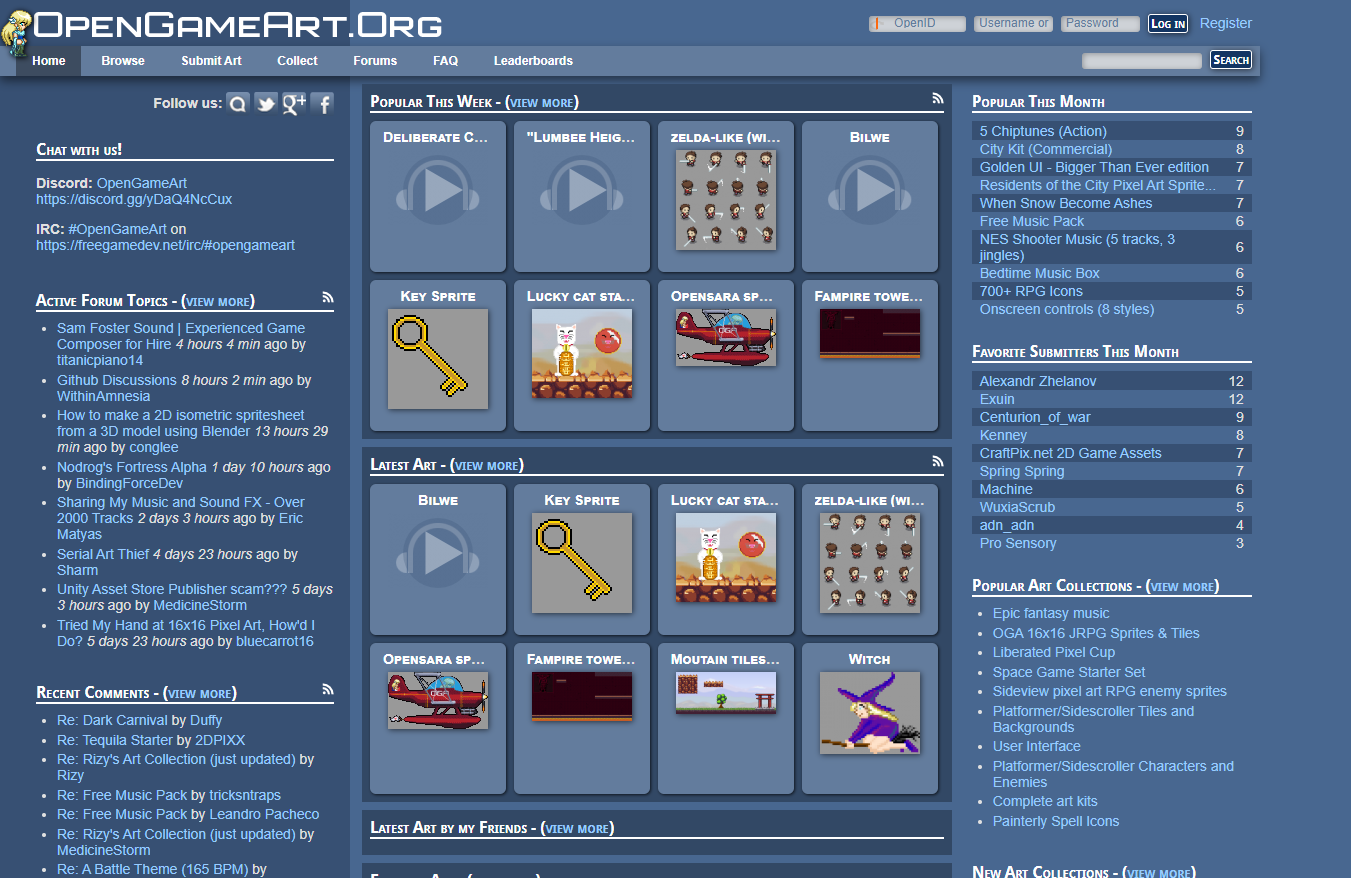 OpenGameArt.Org
OpenID
Username or
Password
Log in
Register
Home
Browse
Submit Art
Collect
Forums
FAQ
Leaderboards
Search
Follow us:
Chat with us!
Discord: OpenGameArt
https://discord.gg/yDaQ4NcCux
IRC: #OpenGameArt on
https://freegamedev.net/irc/#opengameart
Active Forum Topics - (view more)
Sam Foster Sound | Experienced Game
Composer for Hire 4 hours 4 min ago by
titanicpiano14
Github Discussions 8 hours 2 min ago by
WithinAmnesia
How to make a 2D isometric spritesheet
from a 3D model using Blender 13 hours 29
min ago by conglee
Nodrog's Fortress Alpha 1 day 10 hours ago
by BindingForceDev
Sharing My Music and Sound FX - Over
2000 Tracks 2 days 3 hours ago by Eric
Matyas
Serial Art Thief 4 days 23 hours ago by
Sharm
Unity Asset Store Publisher scam??? 5 days
3 hours ago by MedicineStorm
Tried My Hand at 16x16 Pixel Art, How'd I
Do? 5 days 23 hours ago by bluecarrot16
Recent Comments - (view more)
Re: Dark Carnival by Duffy
Re: Tequila Starter by 2DPIXX
Re: Rizy's Art Collection (just updated) by
Rizy
Re: Free Music Pack by tricksntraps
Re: Free Music Pack by Leandro Pacheco
Re: Rizy's Art Collection (just updated) by
MedicineStorm
Re: A Battle Theme (165 BPM) by
Popular This Week - (view more)
Deliberate C...
"Lumbee Heig...
zelda-like (wi...
Bilwe
Key Sprite
Lucky cat sta...
Opensara sp...
Fampire towe...
OGA
Latest Art - (view more)
Bilwe
Key Sprite
Lucky cat sta...
zelda-like (wi...
Opensara sp...
Fampire towe...
Moutain tiles...
Witch
OGA
Latest Art by my Friends - (view more)
Popular This Month
5 Chiptunes (Action) 9
City Kit (Commercial) 8
Golden UI - Bigger Than Ever edition 7
Residents of the City Pixel Art Sprite... 7
When Snow Become Ashes 7
Free Music Pack 6
NES Shooter Music (5 tracks, 3
jingles) 6
Bedtime Music Box 6
700+ RPG Icons 5
Onscreen controls (8 styles) 5
Favorite Submitters This Month
Alexandr Zhelanov 12
Exuin 12
Centurion_of_war 9
Kenney 8
CraftPix.net 2D Game Assets 7
Spring Spring 7
Machine 6
WuxiaScrub 5
adn_adn 4
Pro Sensory 3
Popular Art Collections - (view more)
Epic fantasy music
OGA 16x16 JRPG Sprites & Tiles
Liberated Pixel Cup
Space Game Starter Set
Sideview pixel art RPG enemy sprites
Platformer/Sidescroller Tiles and
Backgrounds
User Interface
Platformer/Sidescroller Characters and
Enemies
Complete art kits
Painterly Spell Icons
New Art Collections - (view more)